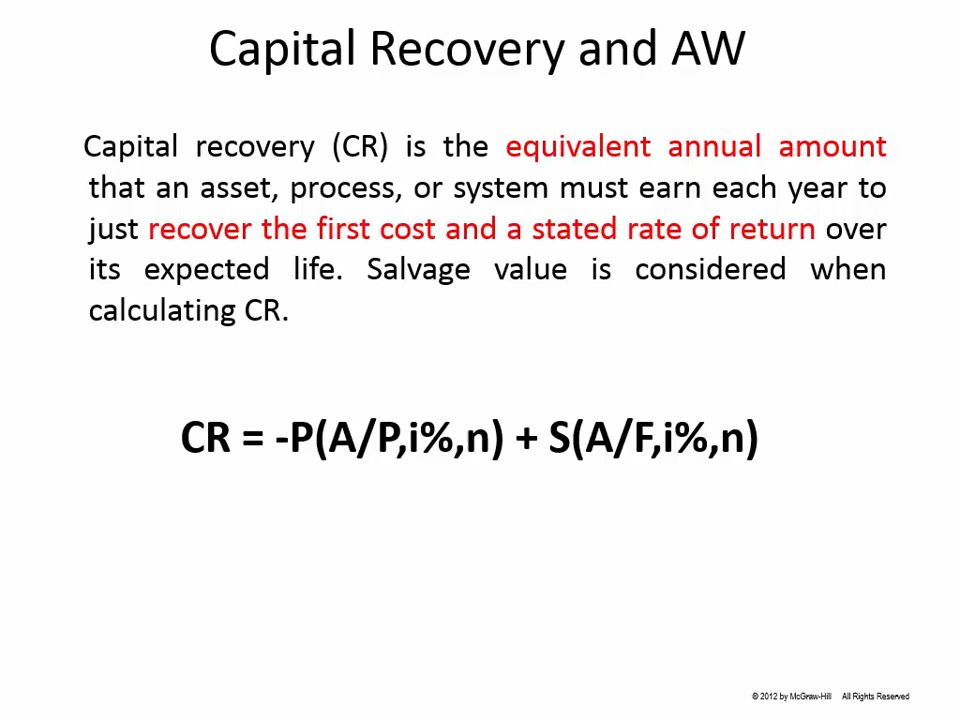 Capital Recovery and AW
Capital recovery (CR) is the equivalent annual amount
that an asset, process, or system must earn each year to
just recover the first cost and a stated rate of return over
its expected life. Salvage value is considered when
calculating CR.
CR = -P(A/P,i%,n) + S(A/F,i%,n)
© 2012 by McGraw-Hill All Rights Reserved